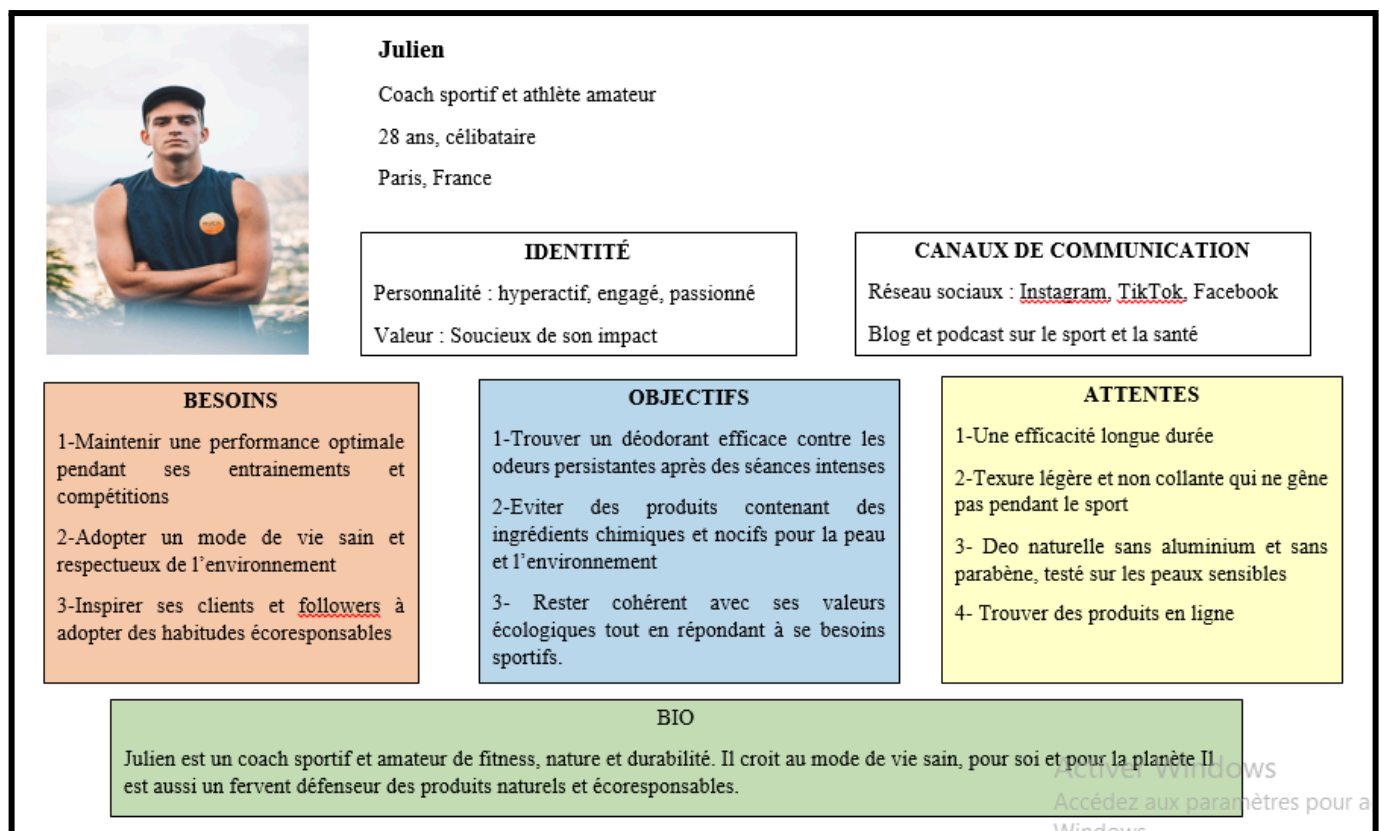 Julien
Coach sportif et athlète amateur
28 ans, célibataire
Paris, France
IDENTITÉ
Personnalité : hyperactif, engagé, passionné
Valeur : Soucieux de son impact
CANAUX DE COMMUNICATION
Réseau sociaux : Instagram, TikTok, Facebook
Blog et podcast sur le sport et la santé
BESOINS
1-Maintenir une performance optimale
pendant ses entrainements et
compétitions
2-Adopter un mode de vie sain et
respectueux de l’environnement
3-Inspirer ses clients et followers à
adopter des habitudes écoresponsables
OBJECTIFS
1-Trouver un déodorant efficace contre les
odeurs persistantes après des séances intenses
2-Eviter des produits contenant des
ingrédients chimiques et nocifs pour la peau
et l’environnement
3- Rester cohérent avec ses valeurs
écologiques tout en répondant à se besoins
sportifs.
ATTENTES
1-Une efficacité longue durée
2-Texure légère et non collante qui ne gêne
pas pendant le sport
3- Deo naturelle sans aluminium et sans
parabène, testé sur les peaux sensibles
4- Trouver des produits en ligne
BIO
Julien est un coach sportif et amateur de fitness, nature et durabilité. Il croit au mode de vie sain, pour soi et pour la planète Il
est aussi un fervent défenseur des produits naturels et écoresponsables.
Activer Windows
Accédez aux paramètres pour a
Windows